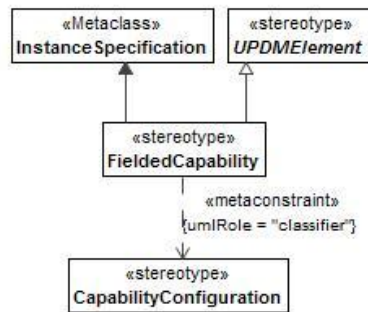 «Metaclass»
InstanceSpecification
«stereotype»
UPDMElement
«stereotype»
FieldedCapability
«metaconstraint»
{umlRole = "classifier"}
«stereotype»
CapabilityConfiguration